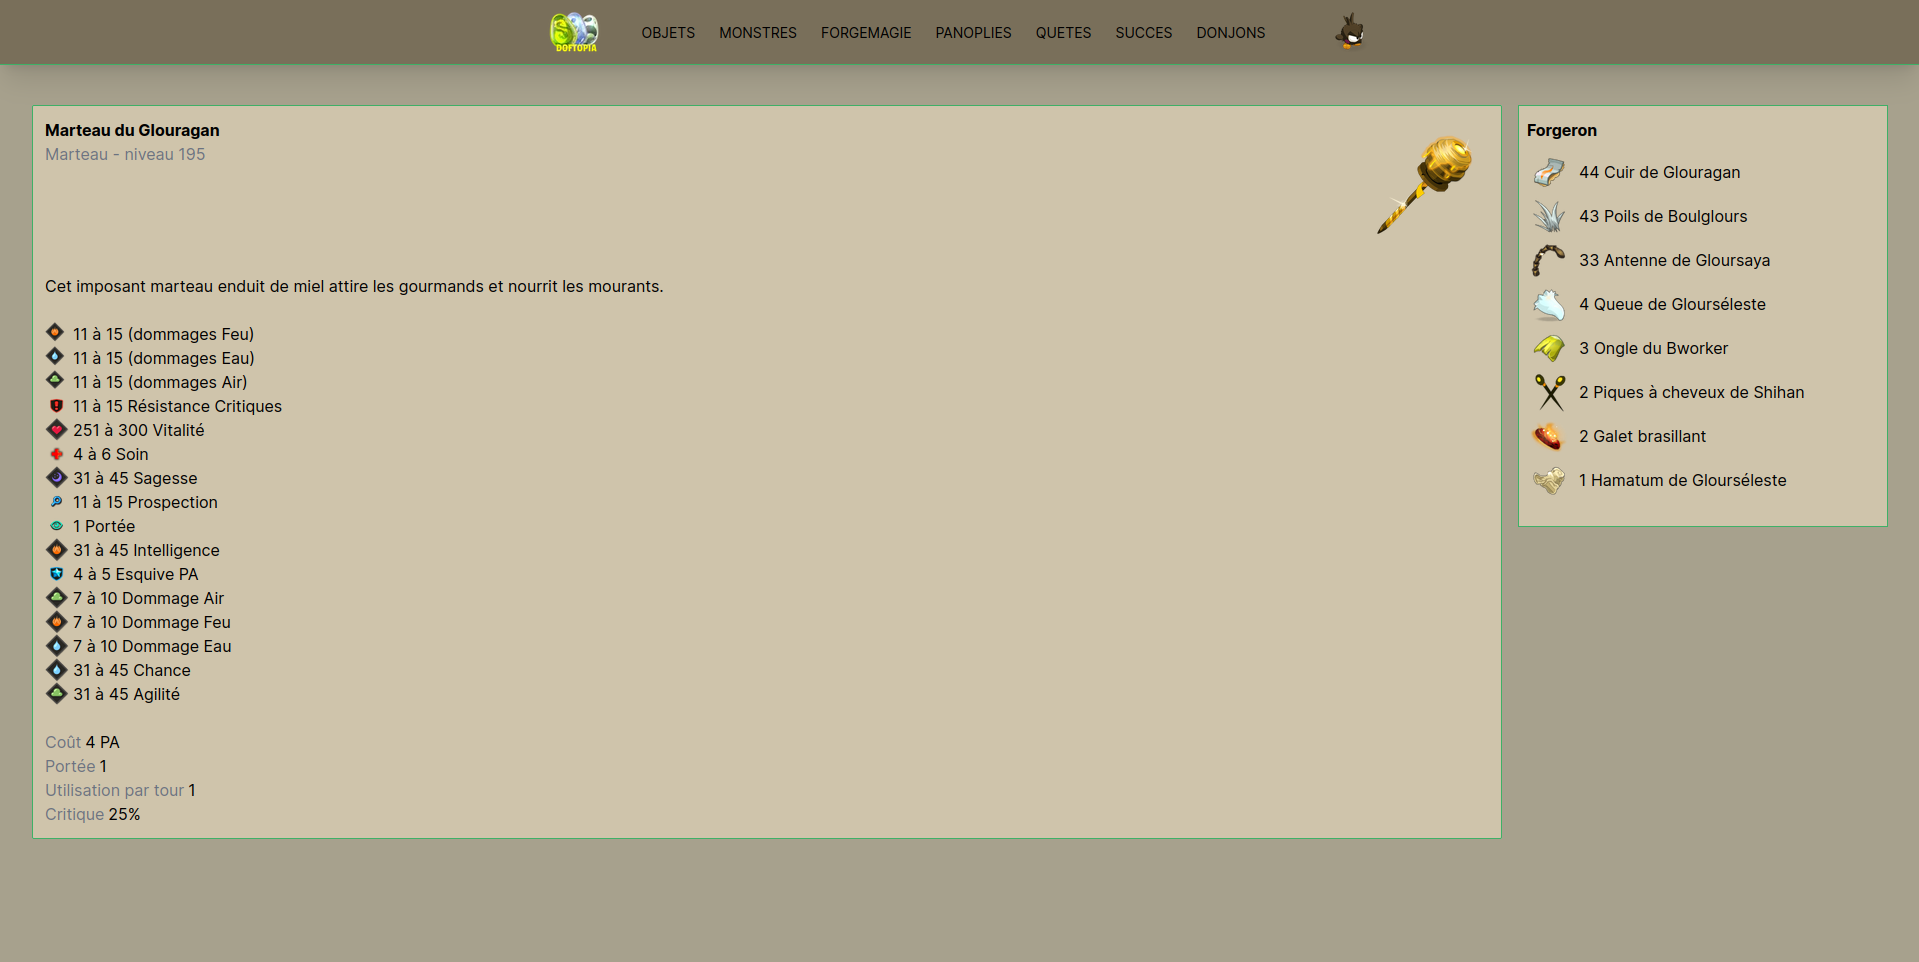 DOFTOPIA
OBJETS MONSTRES FORGEMAGIE PANOPLIES QUETES SUCCES DONJONS
Marteau du Glouragan
Marteau - niveau 195
Cet imposant marteau enduit de miel attire les gourmands et nourrit les mourants.
11 à 15 (dommages Feu)
11 à 15 (dommages Eau)
11 à 15 (dommages Air)
11 à 15 Résistance Critiques
251 à 300 Vitalité
4 à 6 Soin
31 à 45 Sagesse
11 à 15 Prospection
1 Portée
31 à 45 Intelligence
4 à 5 Esquive PA
7 à 10 Dommage Air
7 à 10 Dommage Feu
7 à 10 Dommage Eau
31 à 45 Chance
31 à 45 Agilité
Coût 4 PA
Portée 1
Utilisation par tour 1
Critique 25%
Forgeron
44 Cuir de Glouragan
43 Poils de Boulglours
33 Antenne de Gloursaya
4 Queue de Glourséleste
3 Ongle du Bworker
2 Piques à cheveux de Shihan
2 Galet brasillant
1 Hamatum de Glourséleste